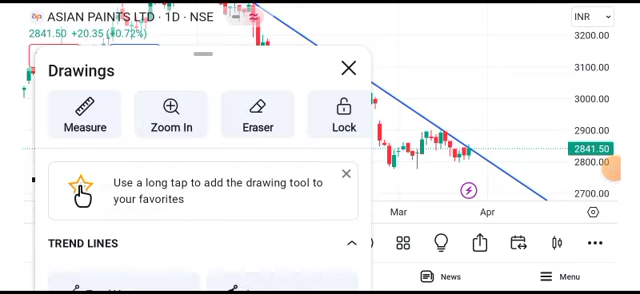 ASIAN PAINTS LTD · 1D · NSE
INR
2841.50 +20.35 (+0.72%)
3200.00
3100.00
3000.00
2900.00
2841.50
2800.00
2700.00
Drawings
Measure
Zoom In
Eraser
Lock
Use a long tap to add the drawing tool to
your favorites
TREND LINES
Mar
Apr
News
Menu